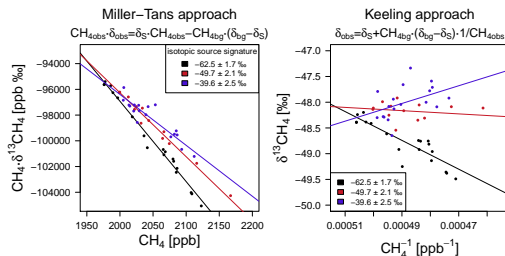 Miller-Tans approach
CH4obs·δobs=δS·CH4obs−CH4bg·(δbg−δS)
isotopic source signature
−62.5 ± 1.7 ‰
−49.7 ± 2.1 ‰
−39.6 ± 2.5 ‰
CH4·δ13CH4 [ppb ‰]
−94000
−96000
−98000
−100000
−104000
1950 2000 2050 2100 2150 2200
CH4 [ppb]
Keeling approach
δobs=δS+CH4bg·(δbg−δS)·1/CH4obs
δ13CH4 [‰]
−47.0
−47.5
−48.0
−48.5
−49.0
−49.5
−50.0
−62.5 ± 1.7 ‰
−49.7 ± 2.1 ‰
−39.6 ± 2.5 ‰
0.00051 0.00049 0.00047
CH4−1 [ppb−1]